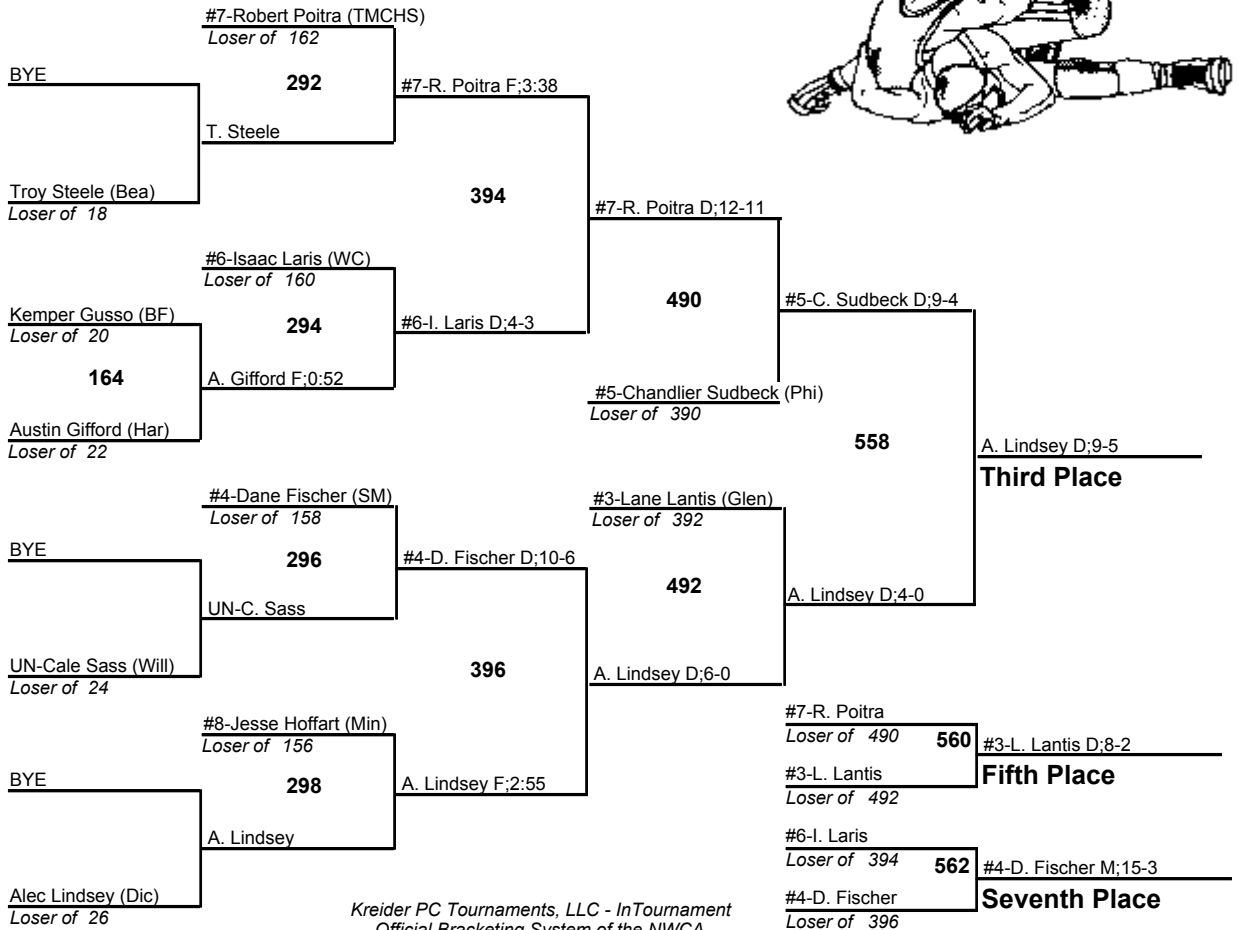 #7-Robert Poitra (TMCHS)
Loser of 162
BYE
292
#7-R. Poitra F;3:38
T. Steele
Troy Steele (Bea)
Loser of 18
394
#7-R. Poitra D;12-11
#6-Isaac Laris (WC)
Loser of 160
Kemper Gusso (BF)
Loser of 20
294
#6-I. Laris D;4-3
490
#5-C. Sudbeck D;9-4
164
A. Gifford F;0:52
#5-Chandlier Sudbeck (Phi)
Loser of 390
Austin Gifford (Har)
Loser of 22
558
A. Lindsey D;9-5
Third Place
#4-Dane Fischer (SM)
Loser of 158
#3-Lane Lantis (Glen)
Loser of 392
BYE
296
#4-D. Fischer D;10-6
492
UN-C. Sass
A. Lindsey D;4-0
UN-Cale Sass (Will)
Loser of 24
396
A. Lindsey D;6-0
#8-Jesse Hoffart (Min)
Loser of 156
#7-R. Poitra
Loser of 490
560
#3-L. Lantis D;8-2
Fifth Place
BYE
298
A. Lindsey F;2:55
#3-L. Lantis
Loser of 492
A. Lindsey
#6-I. Laris
Loser of 394
562
#4-D. Fischer M;15-3
Seventh Place
Alec Lindsey (Dic)
Loser of 26
#4-D. Fischer
Loser of 396
Kreider PC Tournaments, LLC - InTournament
Official Bracketing System of the NWCA